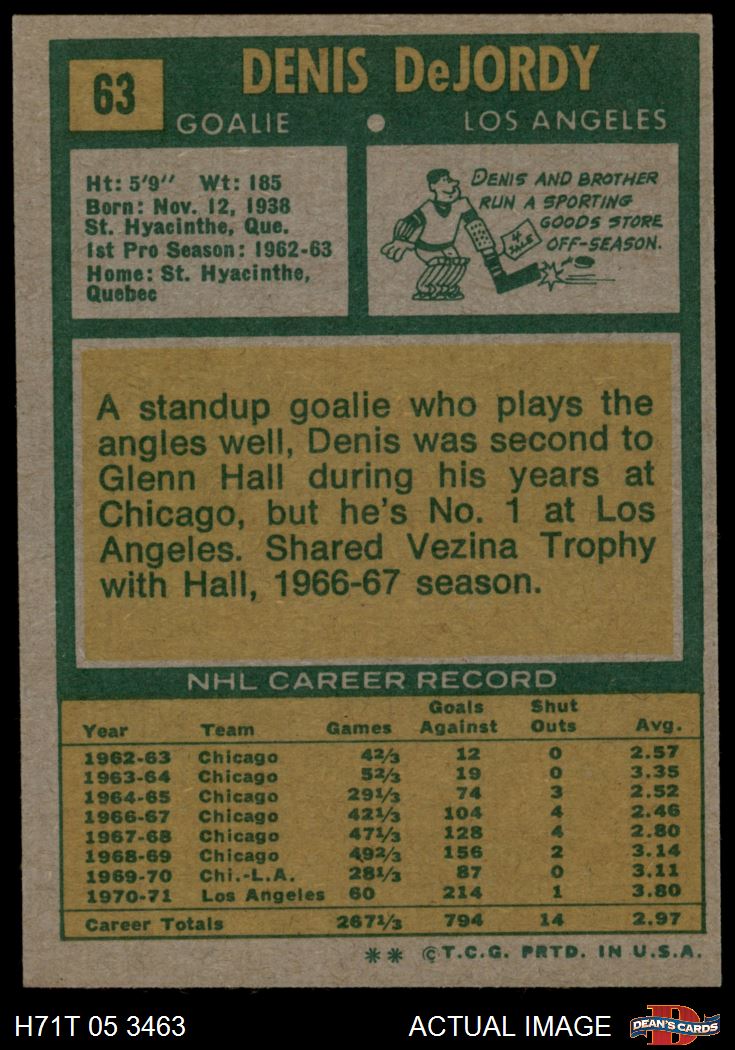 63
DENIS DeJORDY
GOALIE
LOS ANGELES
Ht: 5'9'' Wt: 185
Born: Nov. 12, 1938
St. Hyacinthe, Que.
1st Pro Season: 1962-63
Home: St. Hyacinthe,
Quebec
DENIS AND BROTHER
RUN A SPORTING
GOODS STORE
OFF-SEASON.
4
SALE
A standup goalie who plays the
angles well, Denis was second to
Glenn Hall during his years at
Chicago, but he's No. 1 at Los
Angeles. Shared Vezina Trophy
with Hall, 1966-67 season.
NHL CAREER RECORD
Year Team Games Goals Against Shut Outs Avg.
1962-63 Chicago 42/3 12 0 2.57
1963-64 Chicago 52/3 19 0 3.35
1964-65 Chicago 291/3 74 3 2.52
1966-67 Chicago 421/3 104 4 2.46
1967-68 Chicago 471/3 128 4 2.80
1968-69 Chicago 492/3 156 2 3.14
1969-70 Chi.-L.A. 281/3 87 0 3.11
1970-71 Los Angeles 60 214 1 3.80
Career Totals 2671/3 794 14 2.97
** ©T.C.G. PRTD. IN U.S.A.
H71T 05 3463
ACTUAL IMAGE
D
DEAN'S CARDS